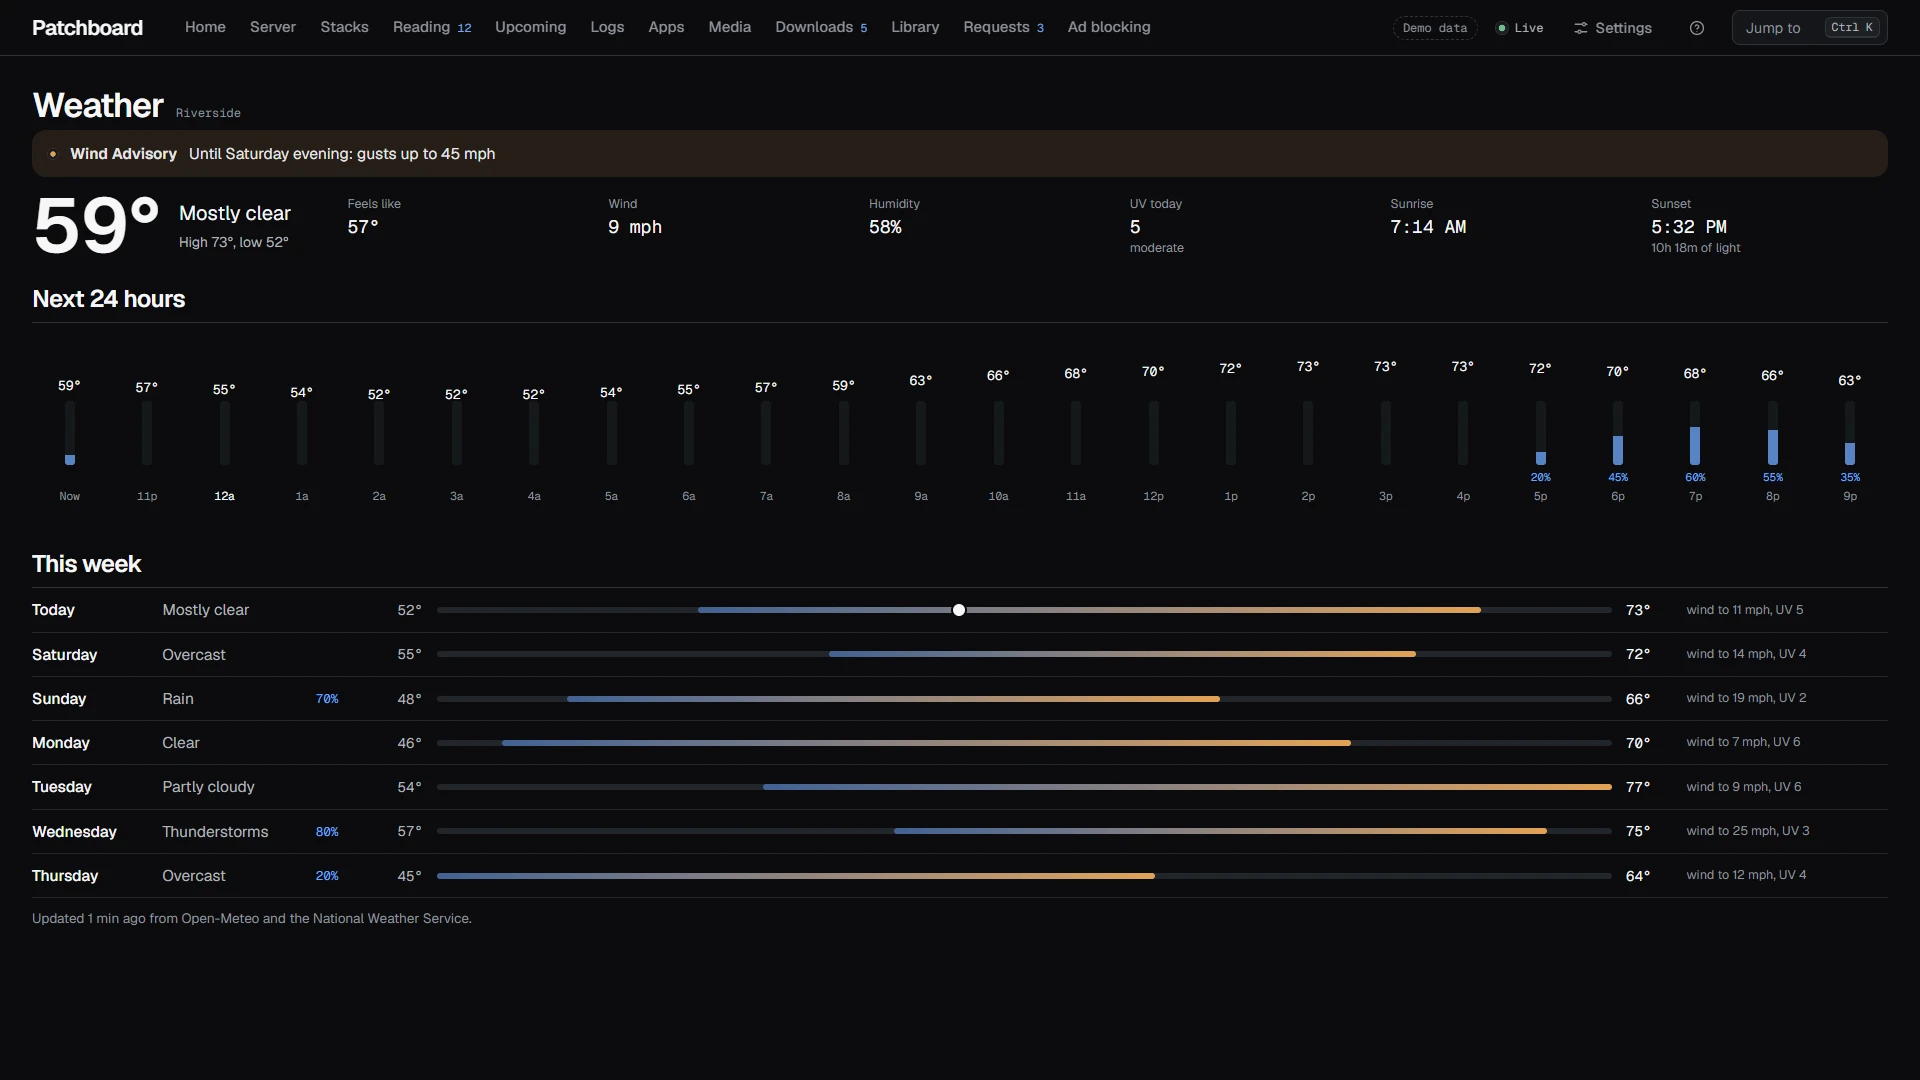 Patchboard Home Server Stacks Reading 12 Upcoming Logs Apps Media Downloads 5 Library Requests 3 Ad blocking Demo data Live Settings ? Jump to Ctrl K
Weather Riverside
Wind Advisory Until Saturday evening: gusts up to 45 mph
59° Mostly clear
High 73°, low 52°
Feels like
57°
Wind
9 mph
Humidity
58%
UV today
5
moderate
Sunrise
7:14 AM
Sunset
5:32 PM
10h 18m of light
Next 24 hours
59° 57° 55° 54° 52° 52° 52° 54° 55° 57° 59° 63° 66° 68° 70° 72° 73° 73° 73° 72° 70° 68° 66° 63°
20% 45% 60% 55% 35%
Now 11p 12a 1a 2a 3a 4a 5a 6a 7a 8a 9a 10a 11a 12p 1p 2p 3p 4p 5p 6p 7p 8p 9p
This week
Today Mostly clear 52° 73° wind to 11 mph, UV 5
Saturday Overcast 55° 72° wind to 14 mph, UV 4
Sunday Rain 70% 48° 66° wind to 19 mph, UV 2
Monday Clear 46° 70° wind to 7 mph, UV 6
Tuesday Partly cloudy 54° 77° wind to 9 mph, UV 6
Wednesday Thunderstorms 80% 57° 75° wind to 25 mph, UV 3
Thursday Overcast 20% 45° 64° wind to 12 mph, UV 4
Updated 1 min ago from Open-Meteo and the National Weather Service.